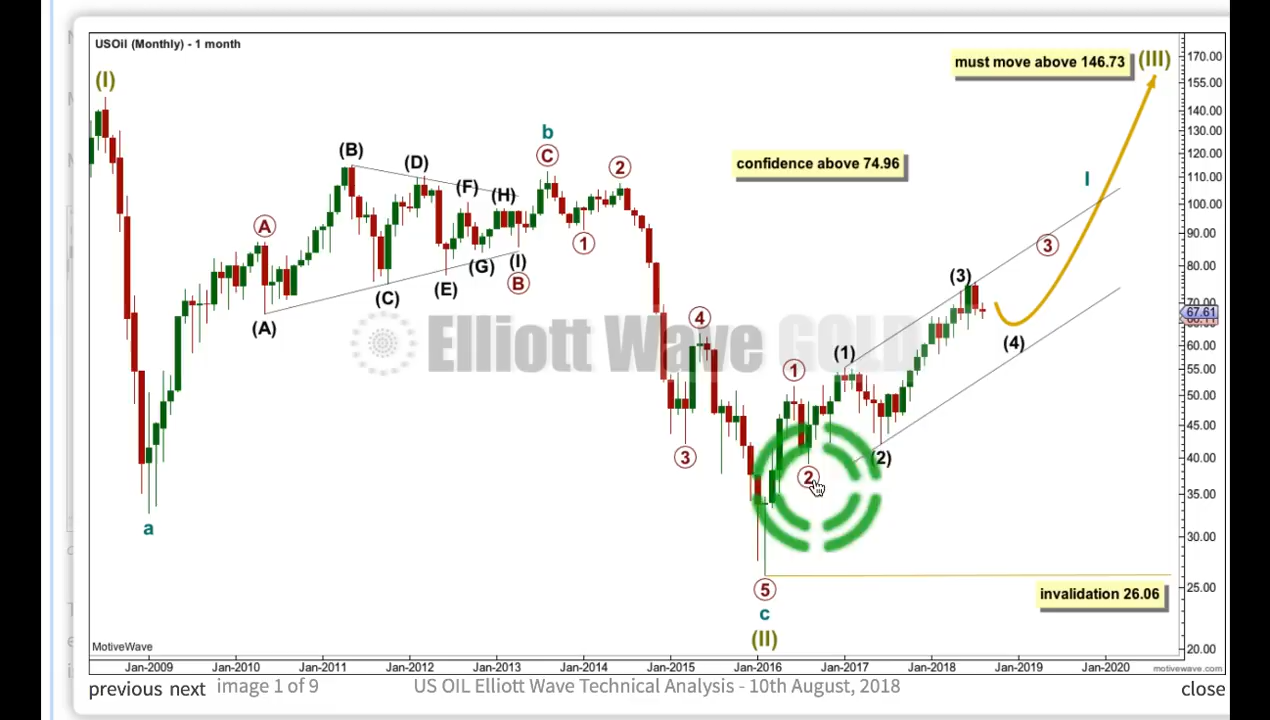 USOil (Monthly) - 1 month
must move above 146.73
(III)
170.00
155.00
140.00
130.00
120.00
110.00
100.00
90.00
80.00
70.00
67.61
60.00
55.00
50.00
45.00
40.00
35.00
30.00
25.00
20.00
(I)
confidence above 74.96
(B)
(D)
(F)
(H)
b
C
2
A
1
(G)
(I)
(E)
B
(C)
(A)
I
3
(3)
(4)
(1)
4
1
Elliott Wave GOLD
3
(2)
2
a
5
c
(II)
invalidation 26.06
MotiveWave
Jan-2009 Jan-2010 Jan-2011 Jan-2012 Jan-2013 Jan-2014 Jan-2015 Jan-2016 Jan-2017 Jan-2018 Jan-2019 Jan-2020
motivewave.com
previous next image 1 of 9 US OIL Elliott Wave Technical Analysis - 10th August, 2018 close